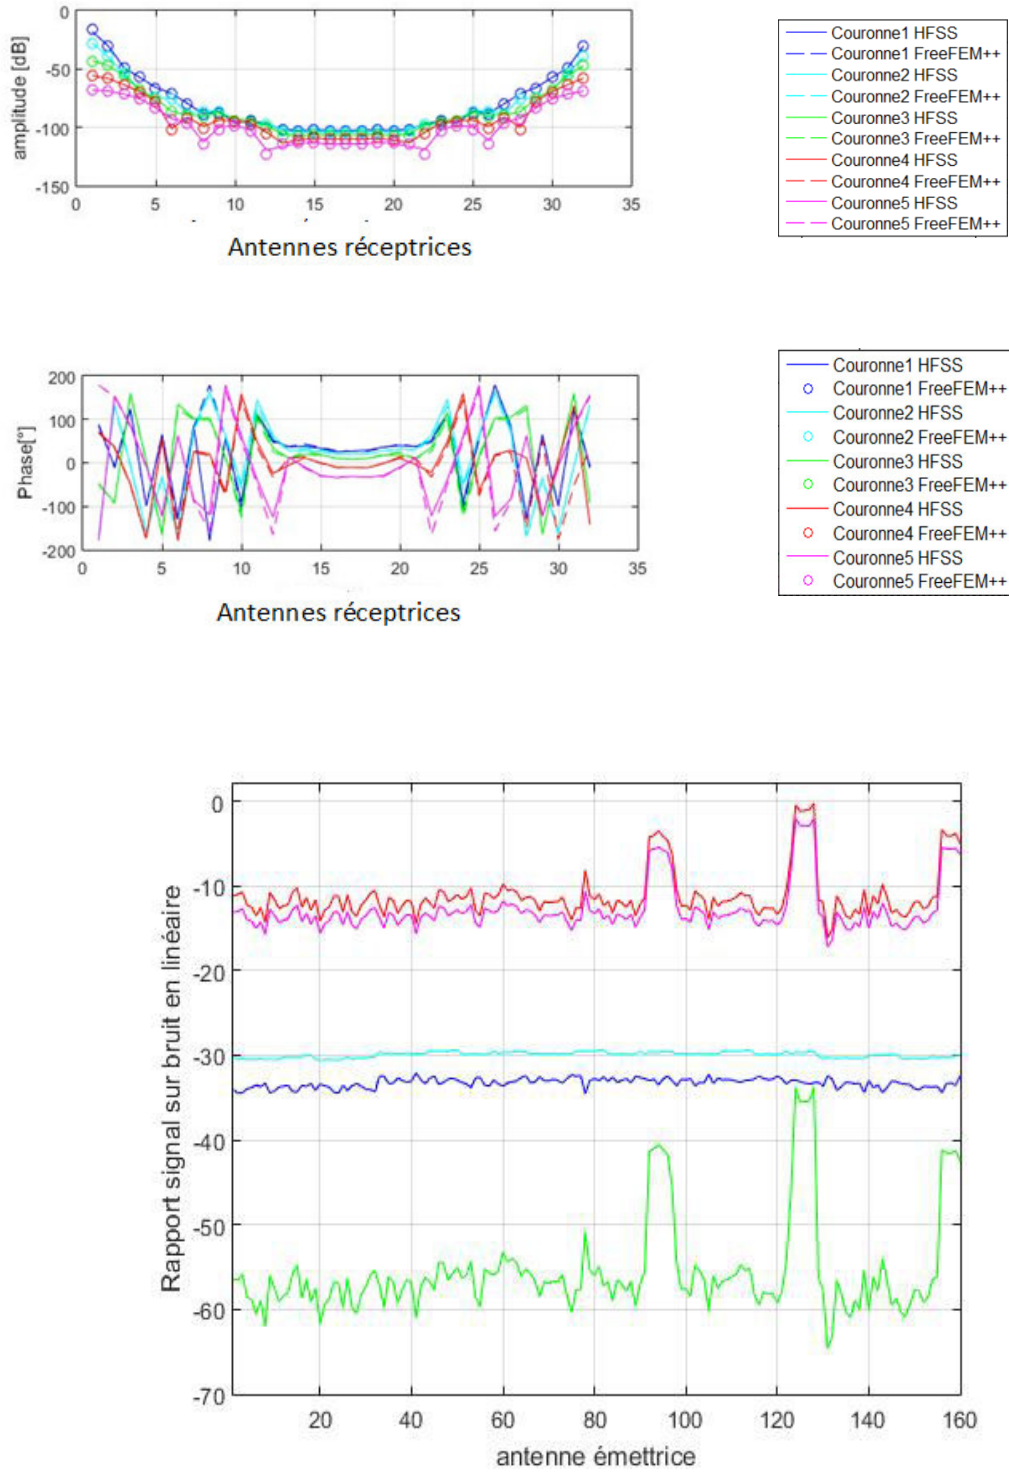 0
-50
-100
-150
amplitude [dB]
0 5 10 15 20 25 30 35
Antennes réceptrices
Couronne1 HFSS
Couronne1 FreeFEM++
Couronne2 HFSS
Couronne2 FreeFEM++
Couronne3 HFSS
Couronne3 FreeFEM++
Couronne4 HFSS
Couronne4 FreeFEM++
Couronne5 HFSS
Couronne5 FreeFEM++
200
100
0
-100
-200
Phase[°]
0 5 10 15 20 25 30 35
Antennes réceptrices
Couronne1 HFSS
Couronne1 FreeFEM++
Couronne2 HFSS
Couronne2 FreeFEM++
Couronne3 HFSS
Couronne3 FreeFEM++
Couronne4 HFSS
Couronne4 FreeFEM++
Couronne5 HFSS
Couronne5 FreeFEM++
0
-10
-20
-30
-40
-50
-60
-70
Rapport signal sur bruit en linéaire
20 40 60 80 100 120 140 160
antenne émettrice